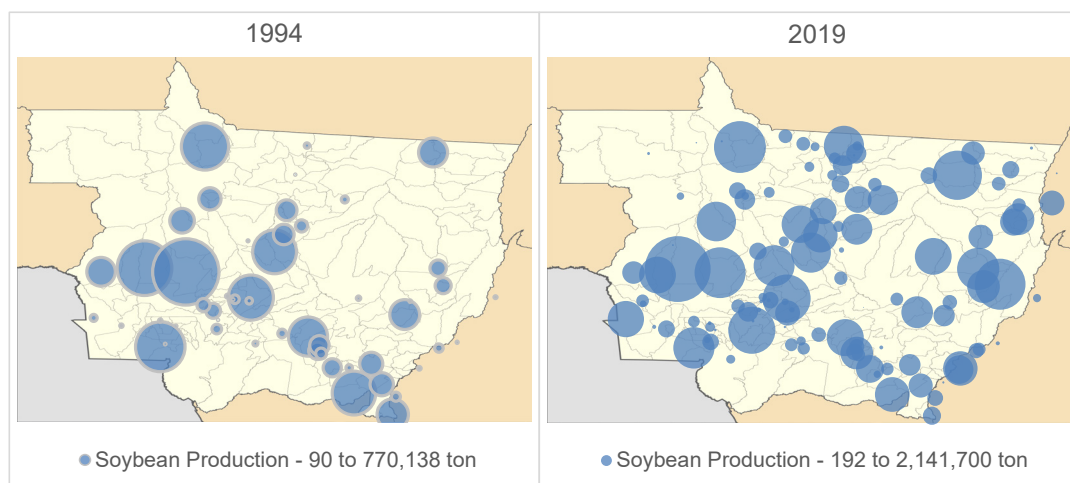 1994
2019
Soybean Production - 90 to 770,138 ton
Soybean Production - 192 to 2,141,700 ton